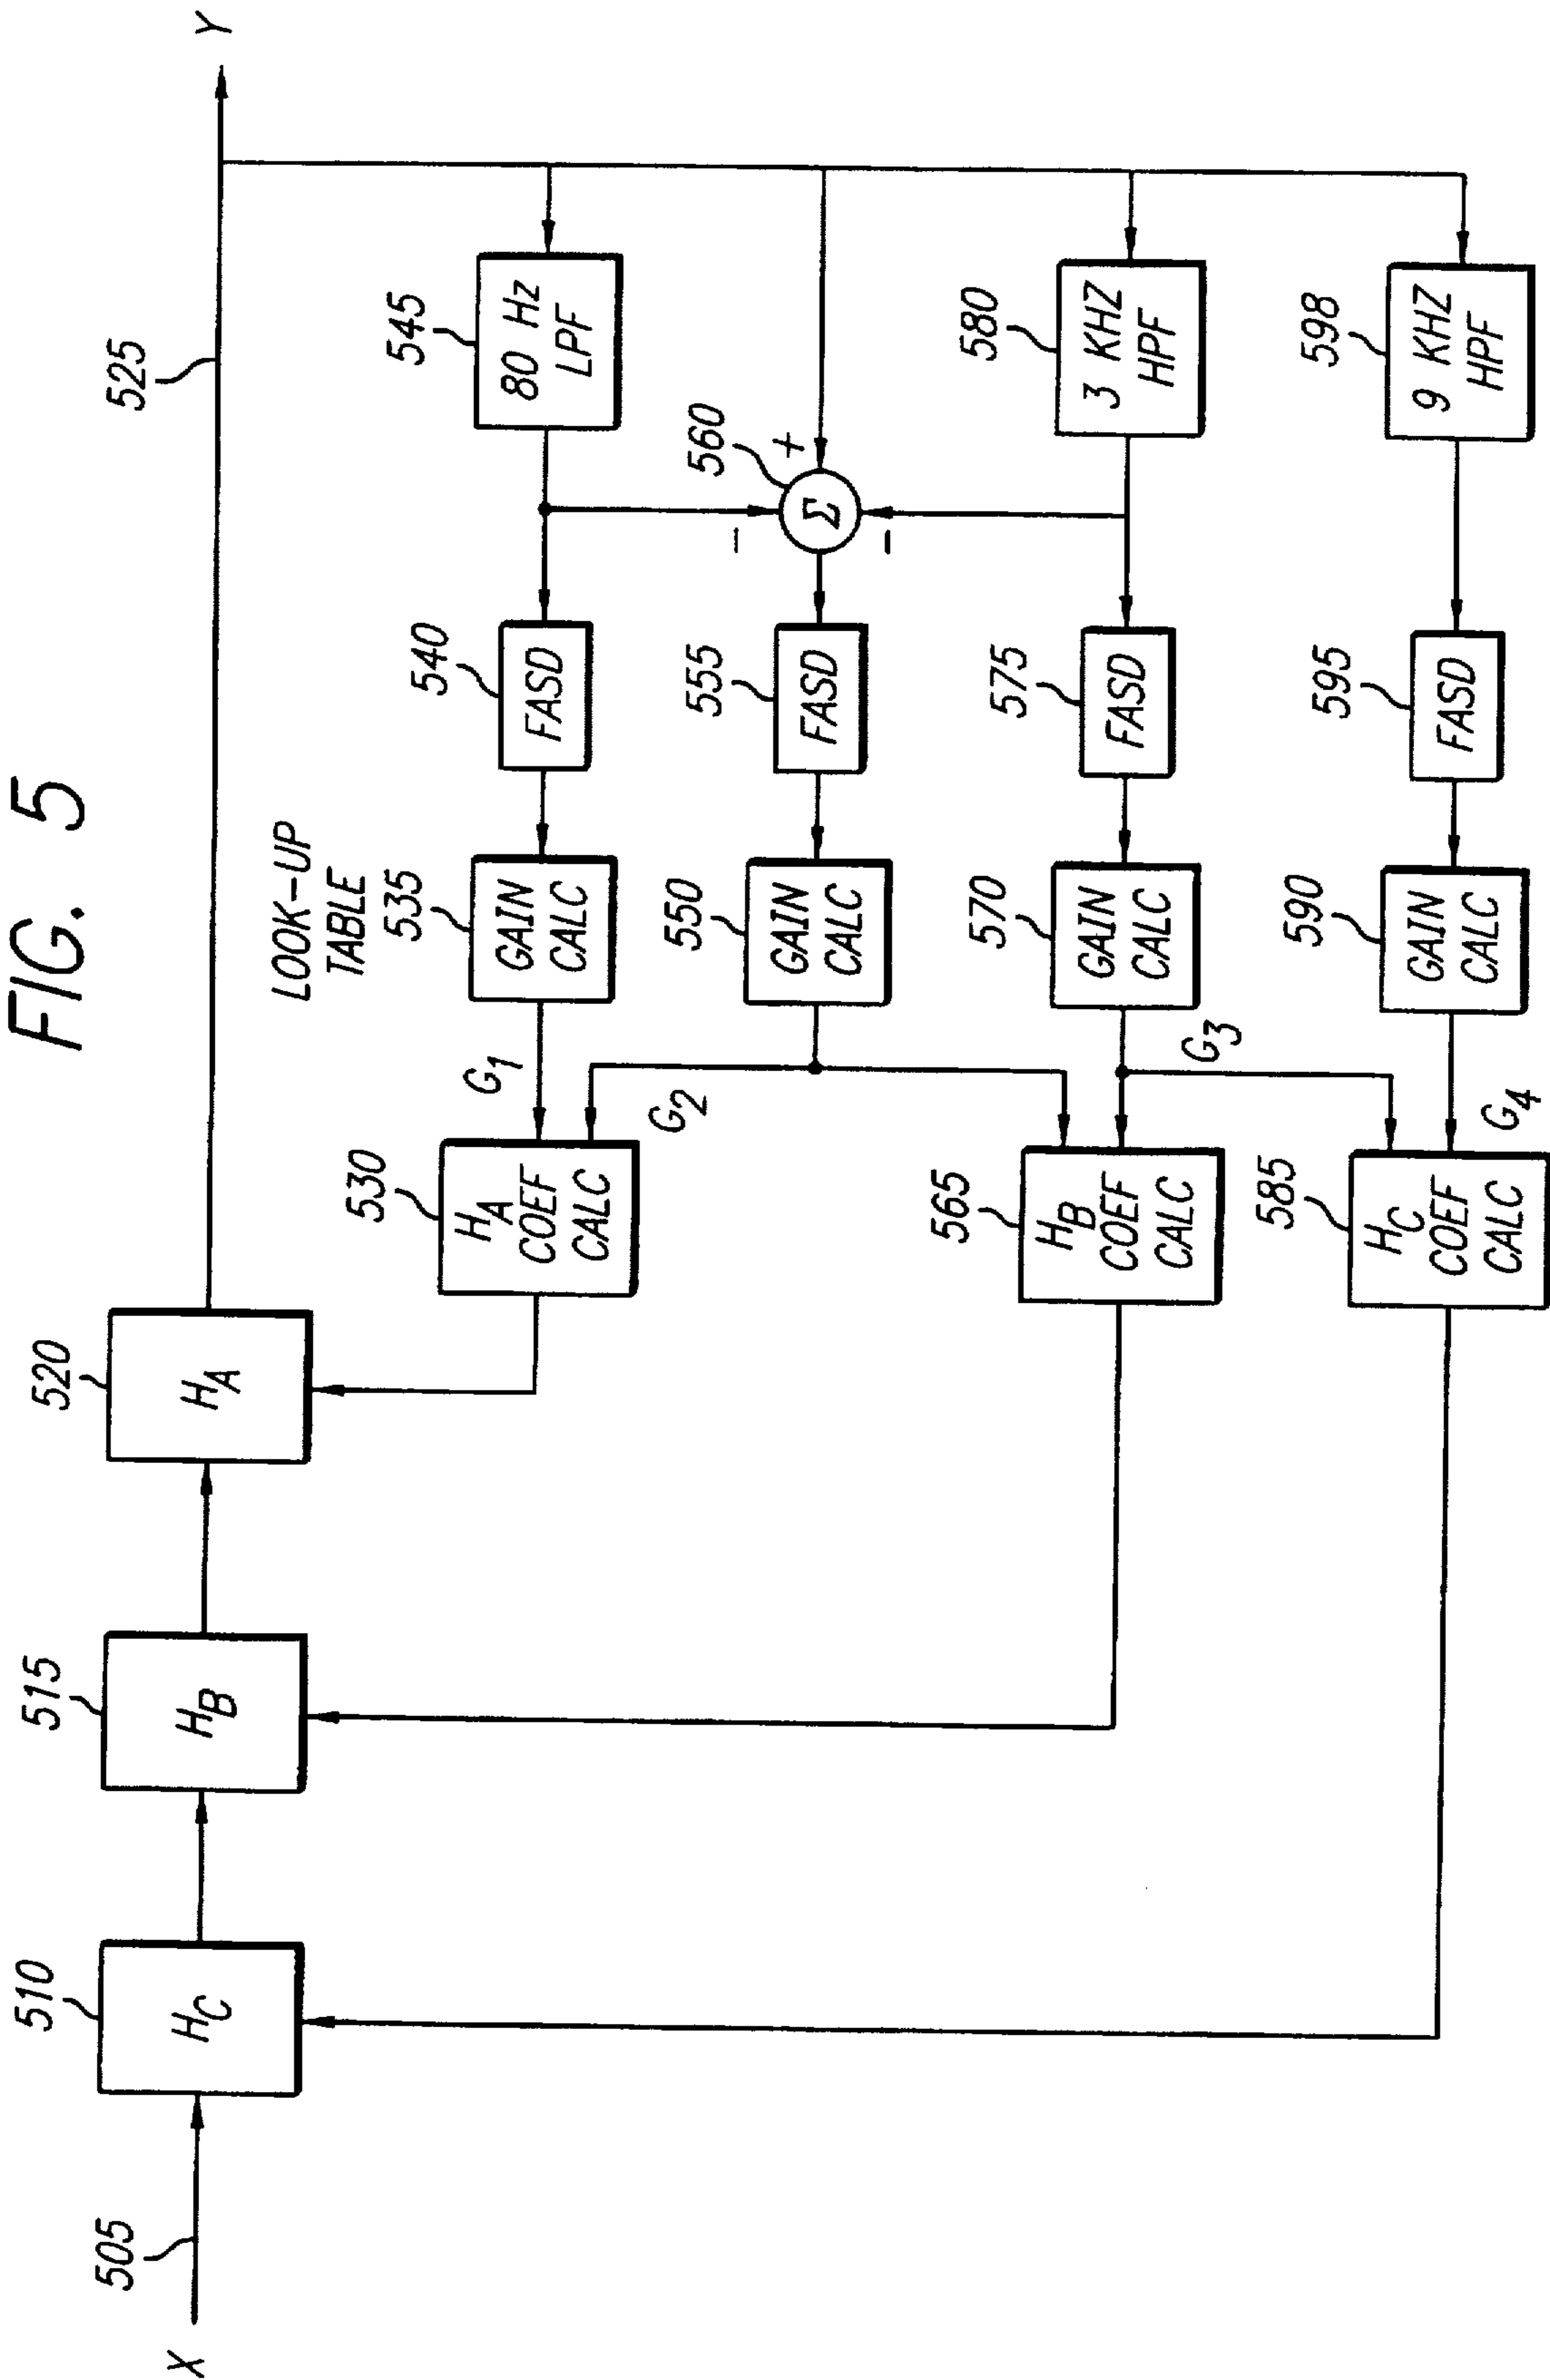 FIG. 5
X
505
510
H_C
515
H_B
520
H_A
525
Y
LOOK-UP
TABLE
530
H_A
COEF
CALC
G_1
535
GAIN
CALC
540
FASD
545
80 Hz
LPF
G_2
550
GAIN
CALC
555
FASD
560
Σ
+
-
-
565
H_B
COEF
CALC
570
GAIN
CALC
G_3
575
FASD
580
3 KHZ
HPF
585
H_C
COEF
CALC
G_4
590
GAIN
CALC
595
FASD
598
9 KHZ
HPF